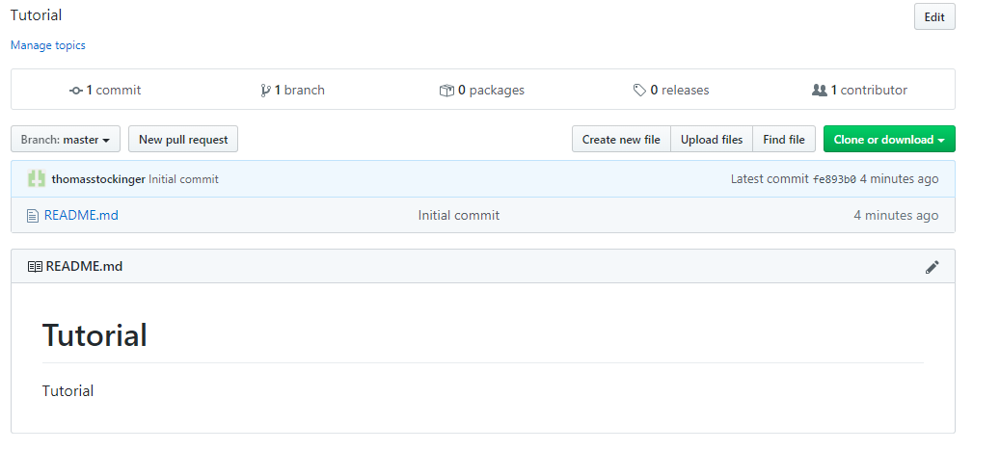 Tutorial
Edit
Manage topics
1 commit
1 branch
0 packages
0 releases
1 contributor
Branch: master
New pull request
Create new file
Upload files
Find file
Clone or download
thomasstockinger Initial commit
Latest commit fe893b0 4 minutes ago
README.md
Initial commit
4 minutes ago
README.md
Tutorial
Tutorial